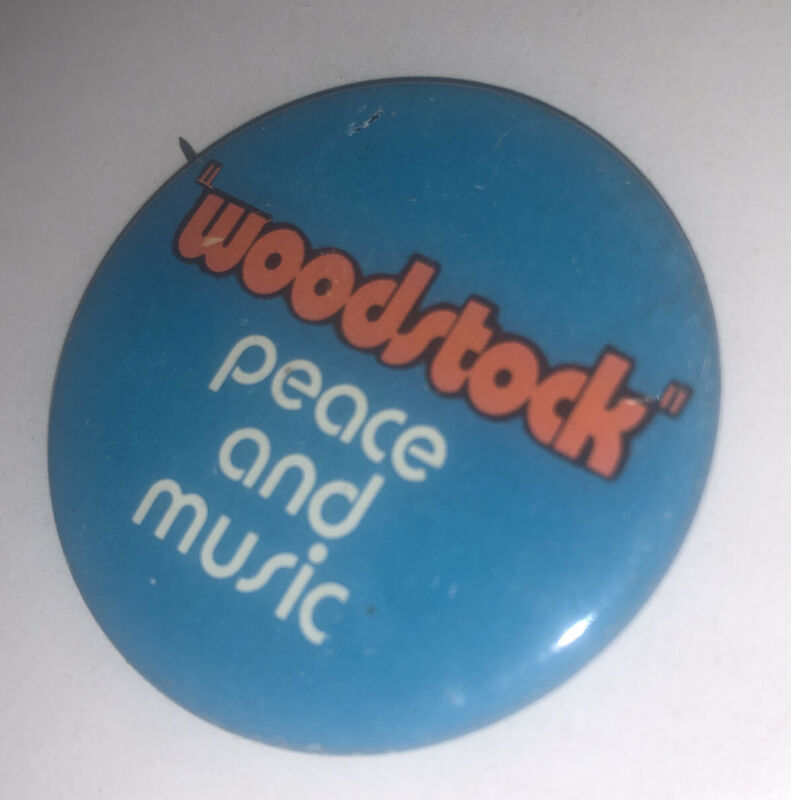 "woodstock"
peace
and
music